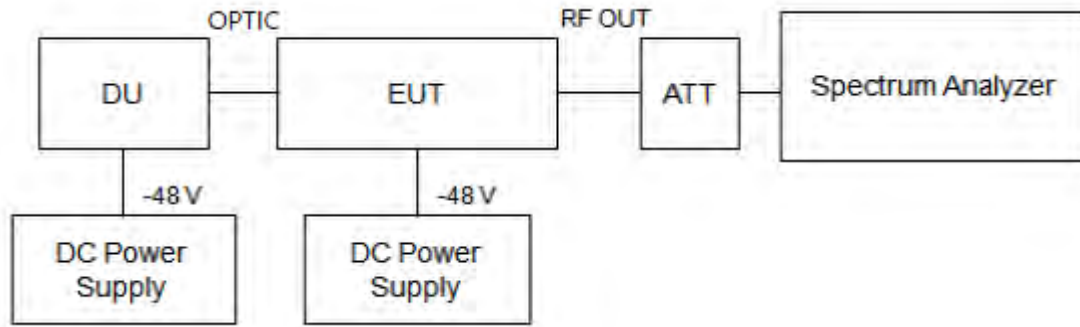 OPTIC
RF OUT
DU
EUT
ATT
Spectrum Analyzer
-48 V
-48 V
DC Power
Supply
DC Power
Supply